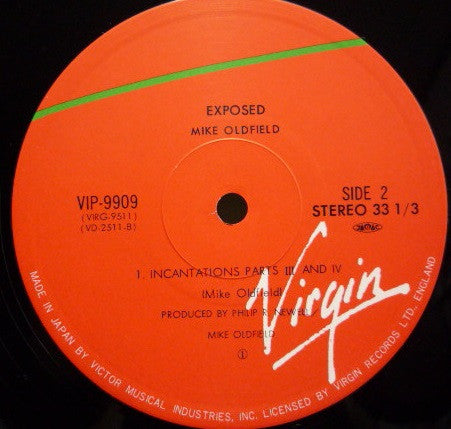 EXPOSED
MIKE OLDFIELD
VIP-9909
(VIRG-9511)
(VD-2511-B)
SIDE 2
STEREO 33 1/3
1. INCANTATIONS PARTS III AND IV
(Mike Oldfield)
PRODUCED BY PHILIP R. NEWELL,
MIKE OLDFIELD
①
Virgin
MADE IN JAPAN BY VICTOR MUSICAL INDUSTRIES, INC. LICENSED BY VIRGIN RECORDS LTD. ENGLAND